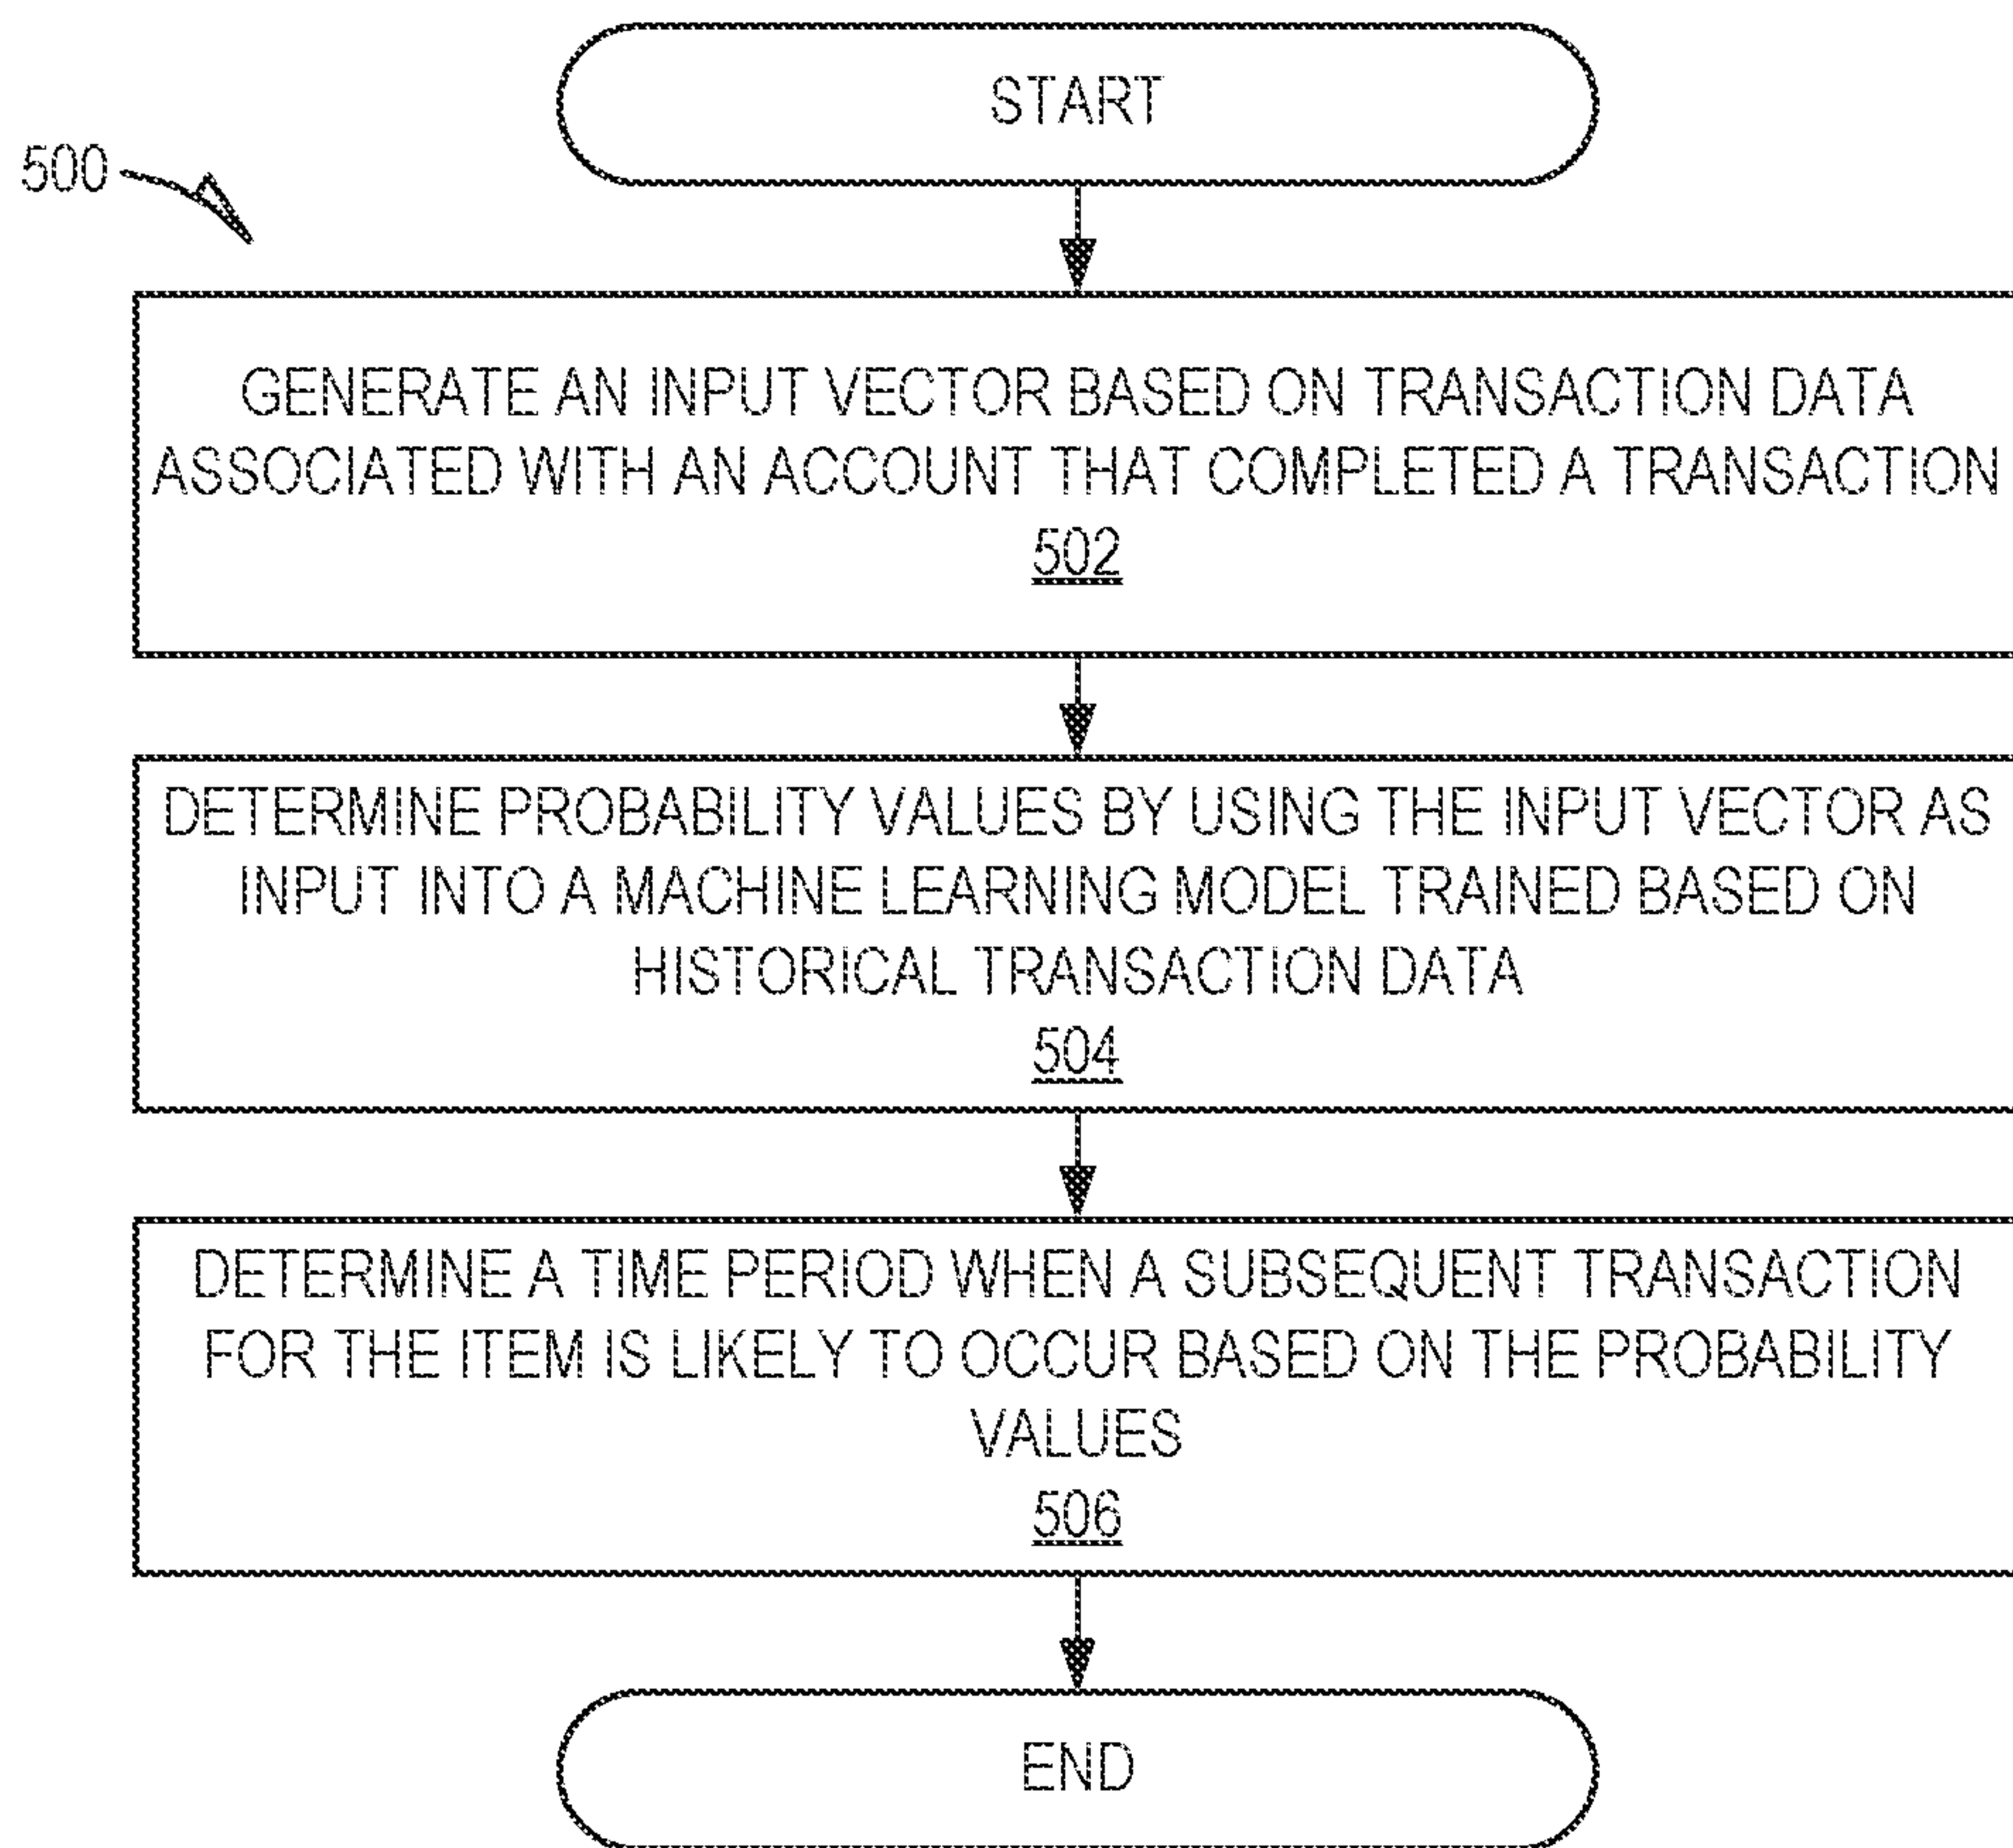 START
500
GENERATE AN INPUT VECTOR BASED ON TRANSACTION DATA
ASSOCIATED WITH AN ACCOUNT THAT COMPLETED A TRANSACTION
502
DETERMINE PROBABILITY VALUES BY USING THE INPUT VECTOR AS
INPUT INTO A MACHINE LEARNING MODEL TRAINED BASED ON
HISTORICAL TRANSACTION DATA
504
DETERMINE A TIME PERIOD WHEN A SUBSEQUENT TRANSACTION
FOR THE ITEM IS LIKELY TO OCCUR BASED ON THE PROBABILITY
VALUES
506
END